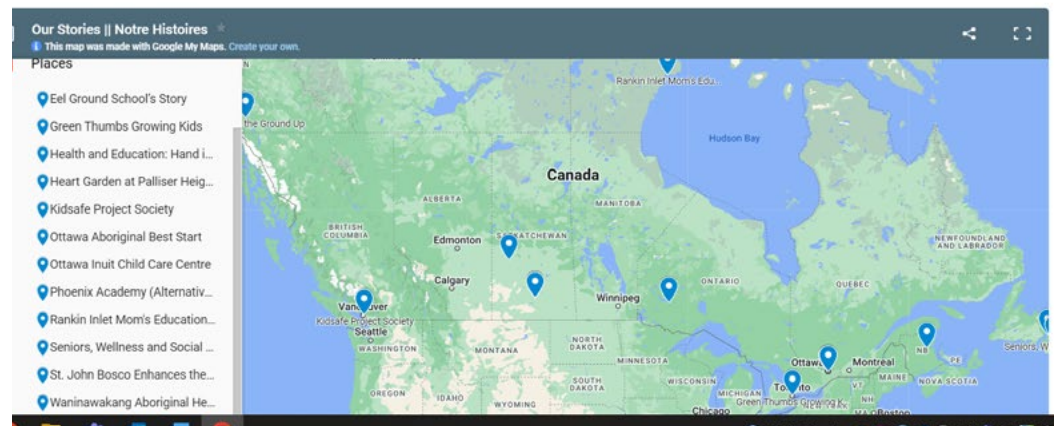 Our Stories || Notre Histoires
This map was made with Google My Maps. Create your own.
Places
Eel Ground School's Story
Green Thumbs Growing Kids
Health and Education: Hand i...
Heart Garden at Palliser Heig...
Kidsafe Project Society
Ottawa Aboriginal Best Start
Ottawa Inuit Child Care Centre
Phoenix Academy (Alternativ...
Rankin Inlet Mom's Education...
Seniors, Wellness and Social ...
St. John Bosco Enhances the...
Waninawakang Aboriginal He...
Rankin Inlet Mom's Edu...
the Ground Up
Hudson Bay
Canada
ALBERTA
MANITOBA
BRITISH
COLUMBIA
Edmonton
SASKATCHEWAN
NEWFOUNDLAND
AND LABRADOR
Calgary
ONTARIO
QUEBEC
Winnipeg
Vancouver
Kidsafe Project Society
Seattle
WASHINGTON
MONTANA
NORTH
DAKOTA
MINNESOTA
Ottawa
Montreal
NB
PE
Seniors, W
SOUTH
DAKOTA
WISCONSIN
MICHIGAN
Toronto
VT
MAINE
NOVA SCOTIA
OREGON
IDAHO
WYOMING
Green Thumbs Growing K...
NEW YORK
NH
Chicago
MA
Boston